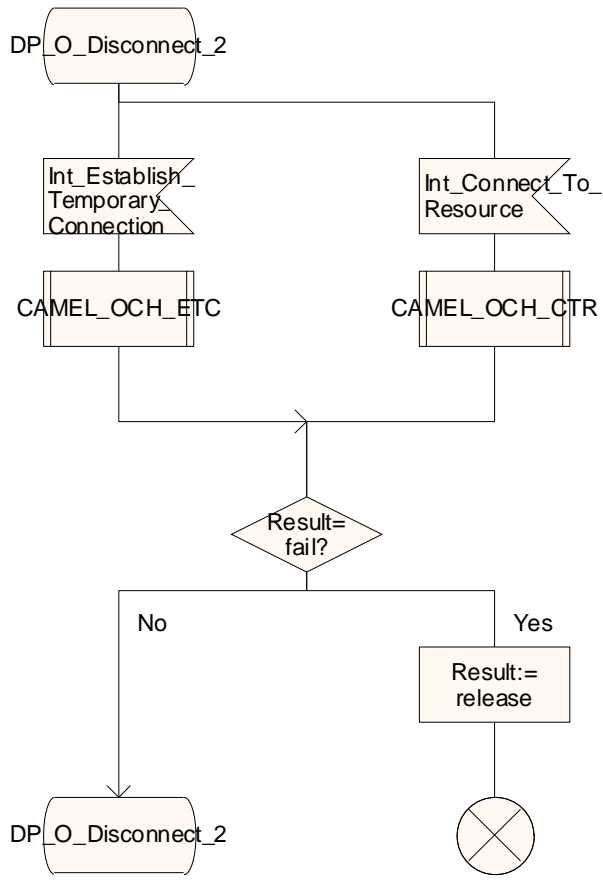 DP_O_Disconnect_2
Int_Establish_
Temporary_
Connection
Int_Connect_To_
Resource
CAMEL_OCH_ETC
CAMEL_OCH_CTR
Result=
fail?
No
Yes
Result:=
release
DP_O_Disconnect_2